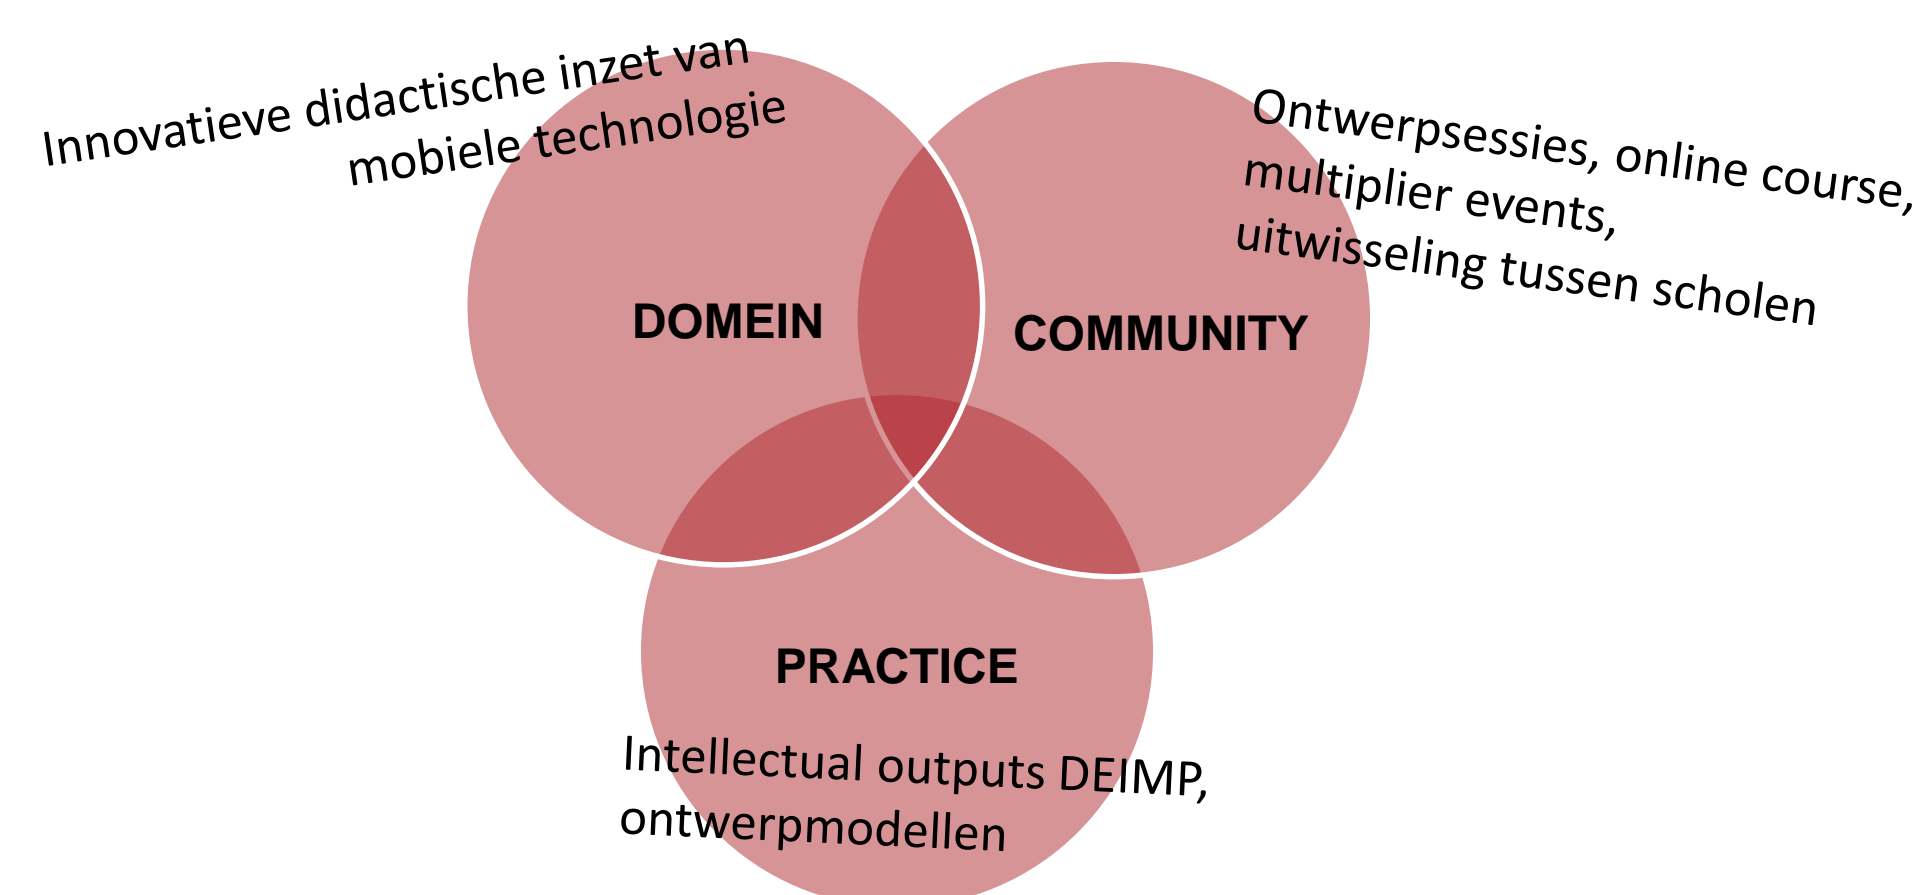 Innovatieve didactische inzet van
mobiele technologie
Ontwerpsessies, online course,
multiplier events,
uitwisseling tussen scholen
DOMEIN
COMMUNITY
PRACTICE
Intellectual outputs DEIMP,
ontwerpmodellen